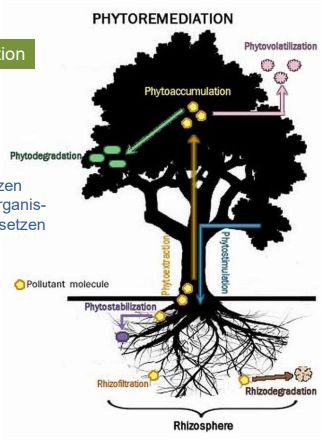 PHYTOREMEDIATION
tion
Phytovolatilization
Phytoaccumulation
Phytodegradation
zen
rganis-
setzen
Phytoextraction
Phytostimulation
Pollutant molecule
Phytostabilization
Rhizofiltration
Rhizodegradation
Rhizosphere